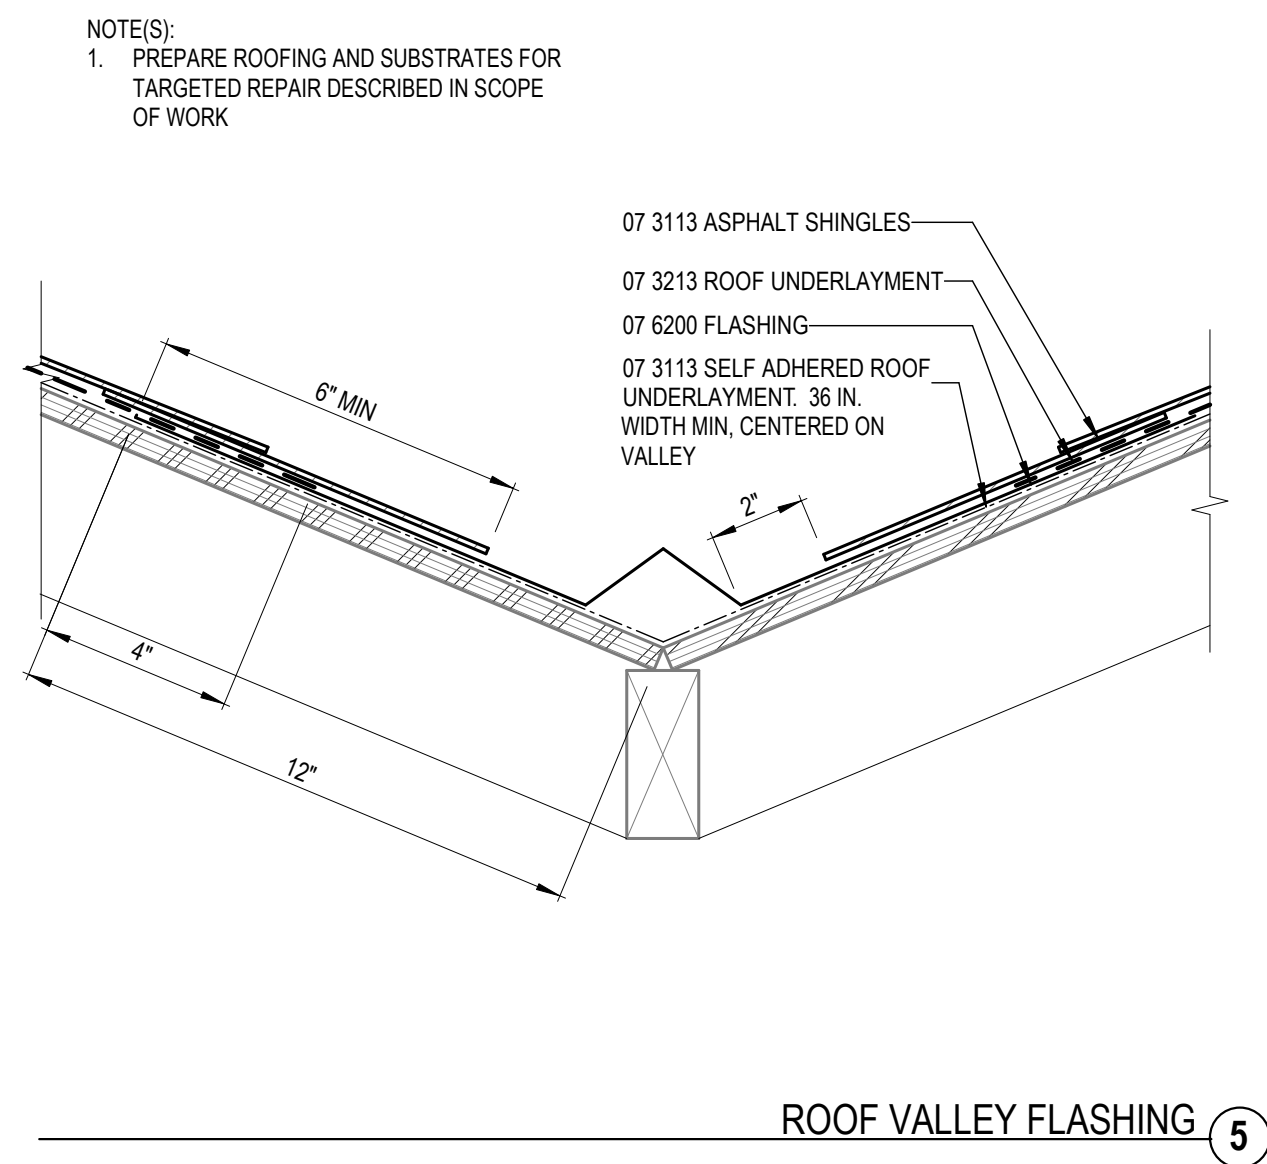 NOTE(S):
1. PREPARE ROOFING AND SUBSTRATES FOR
TARGETED REPAIR DESCRIBED IN SCOPE
OF WORK
07 3113 ASPHALT SHINGLES
07 3213 ROOF UNDERLAYMENT
07 6200 FLASHING
07 3113 SELF ADHERED ROOF
UNDERLAYMENT. 36 IN.
WIDTH MIN, CENTERED ON
VALLEY
6" MIN
2"
4"
12"
ROOF VALLEY FLASHING
5